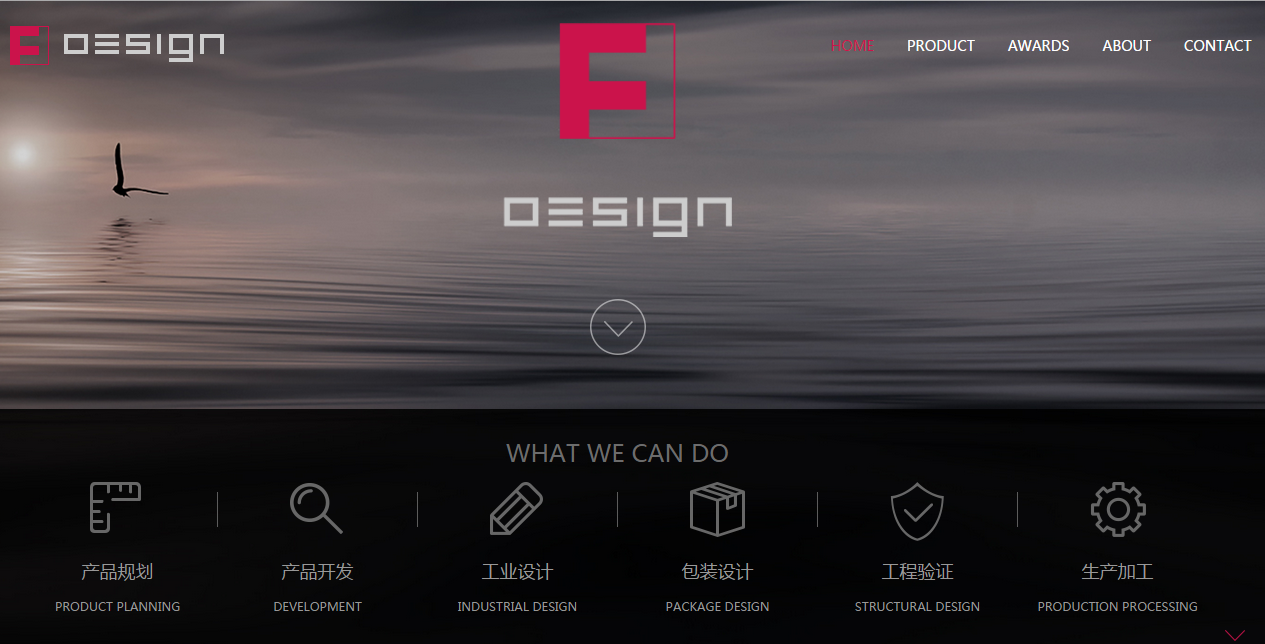 F DESIGN
HOME PRODUCT AWARDS ABOUT CONTACT
F
DESIGN
WHAT WE CAN DO
产品规划 产品开发 工业设计 包装设计 工程验证 生产加工
PRODUCT PLANNING DEVELOPMENT INDUSTRIAL DESIGN PACKAGE DESIGN STRUCTURAL DESIGN PRODUCTION PROCESSING